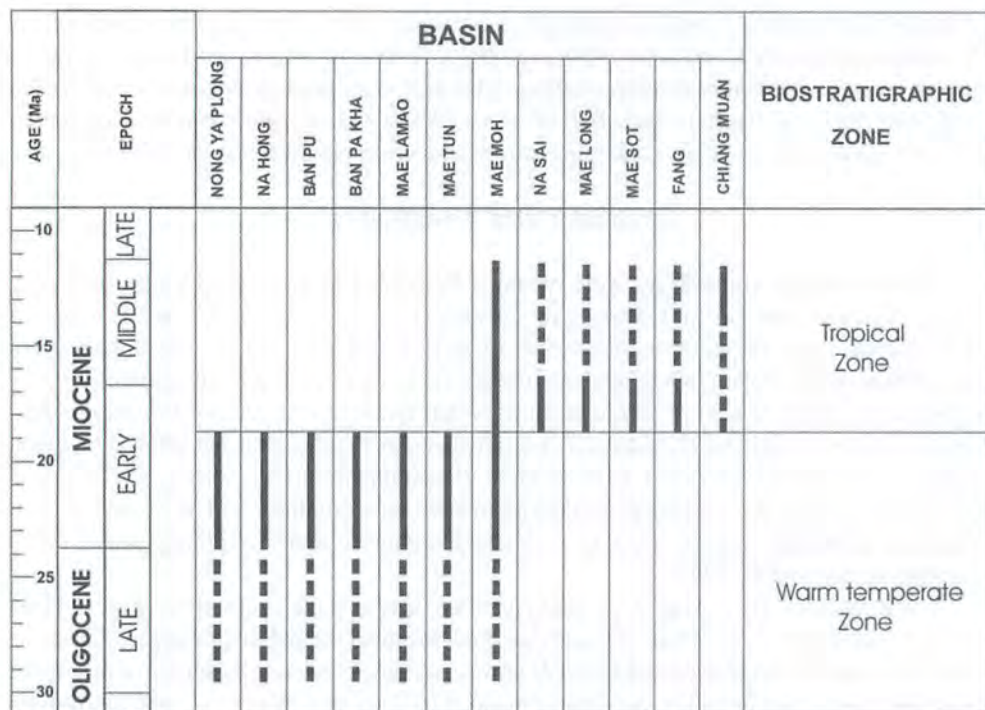 BASIN
AGE (Ma)
EPOCH
NONG YA PLONG
NA HONG
BAN PU
BAN PA KHA
MAE LAMAO
MAE TUN
MAE MOH
NA SAI
MAE LONG
MAE SOT
FANG
CHIANG MUAN
BIOSTRATIGRAPHIC
ZONE
10
15
20
25
30
MIOCENE
OLIGOCENE
LATE
MIDDLE
EARLY
LATE
Tropical
Zone
Warm temperate
Zone